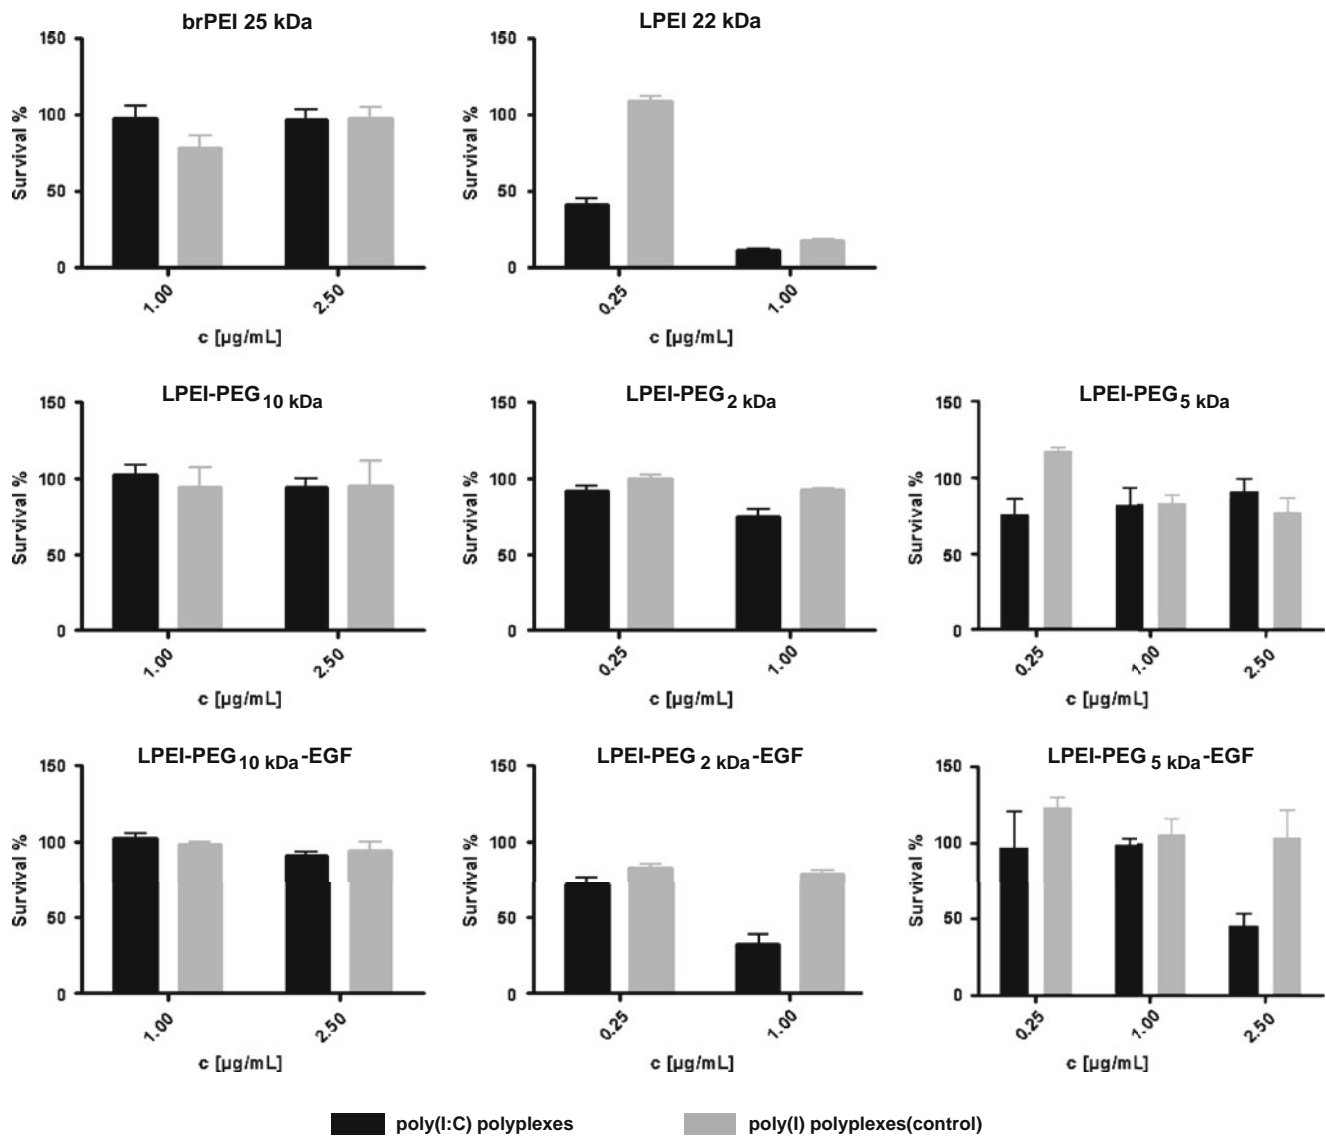 brPEI 25 kDa
150
100
50
0
Survival %
1.00
2.50
c [µg/mL]
LPEI 22 kDa
150
100
50
0
Survival %
0.25
1.00
c [µg/mL]
LPEI-PEG10 kDa
150
100
50
0
Survival %
1.00
2.50
c [µg/mL]
LPEI-PEG2 kDa
150
100
50
0
Survival %
0.25
1.00
c [µg/mL]
LPEI-PEG5 kDa
150
100
50
0
Survival %
0.25
1.00
2.50
c [µg/mL]
LPEI-PEG10 kDa-EGF
150
100
50
0
Survival %
1.00
2.50
c [µg/mL]
LPEI-PEG 2 kDa-EGF
150
100
50
0
Survival %
0.25
1.00
c [µg/mL]
LPEI-PEG 5 kDa-EGF
150
100
50
0
Survival %
0.25
1.00
2.50
c [µg/mL]
poly(I:C) polyplexes
poly(I) polyplexes(control)